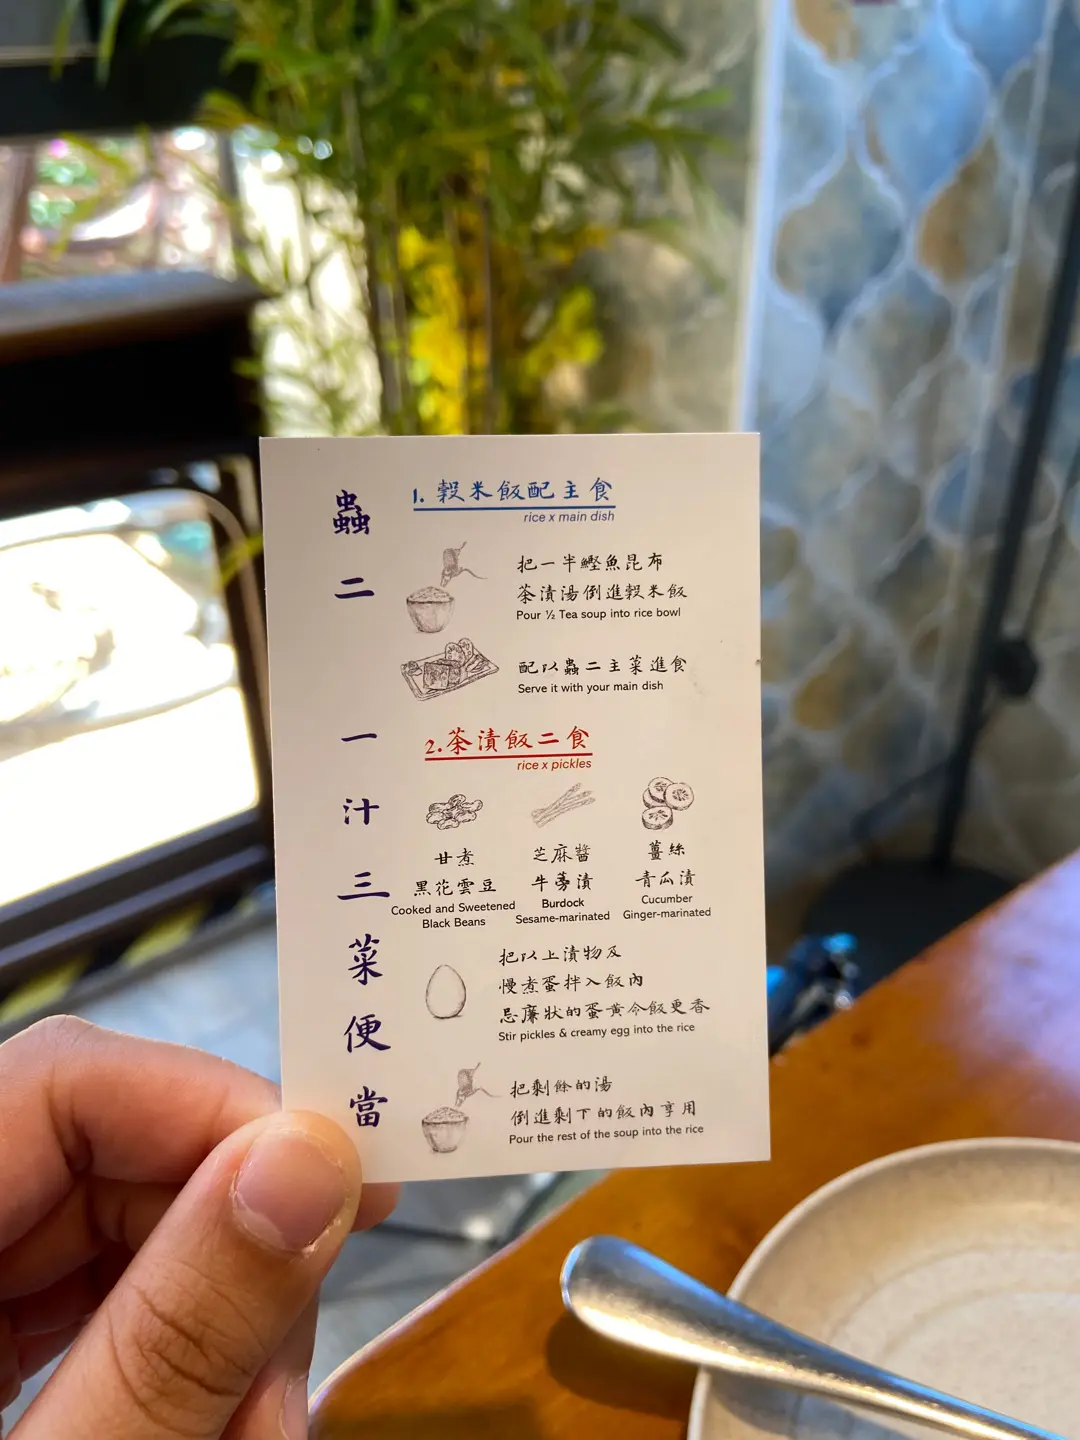 蟲二 一汁三菜便當
1. 穀米飯配主食
rice x main dish
把一半鰹魚昆布
茶漬湯倒進穀米飯
Pour ½ Tea soup into rice bowl
配以蟲二主菜進食
Serve it with your main dish
2.茶漬飯二食
rice x pickles
甘煮
黑花雲豆
Cooked and Sweetened
Black Beans
芝麻醬
牛蒡漬
Burdock
Sesame-marinated
薑絲
青瓜漬
Cucumber
Ginger-marinated
把以上漬物及
慢煮蛋拌入飯內
忌廉狀的蛋黃令飯更香
Stir pickles & creamy egg into the rice
把剩餘的湯
倒進剩下的飯內享用
Pour the rest of the soup into the rice